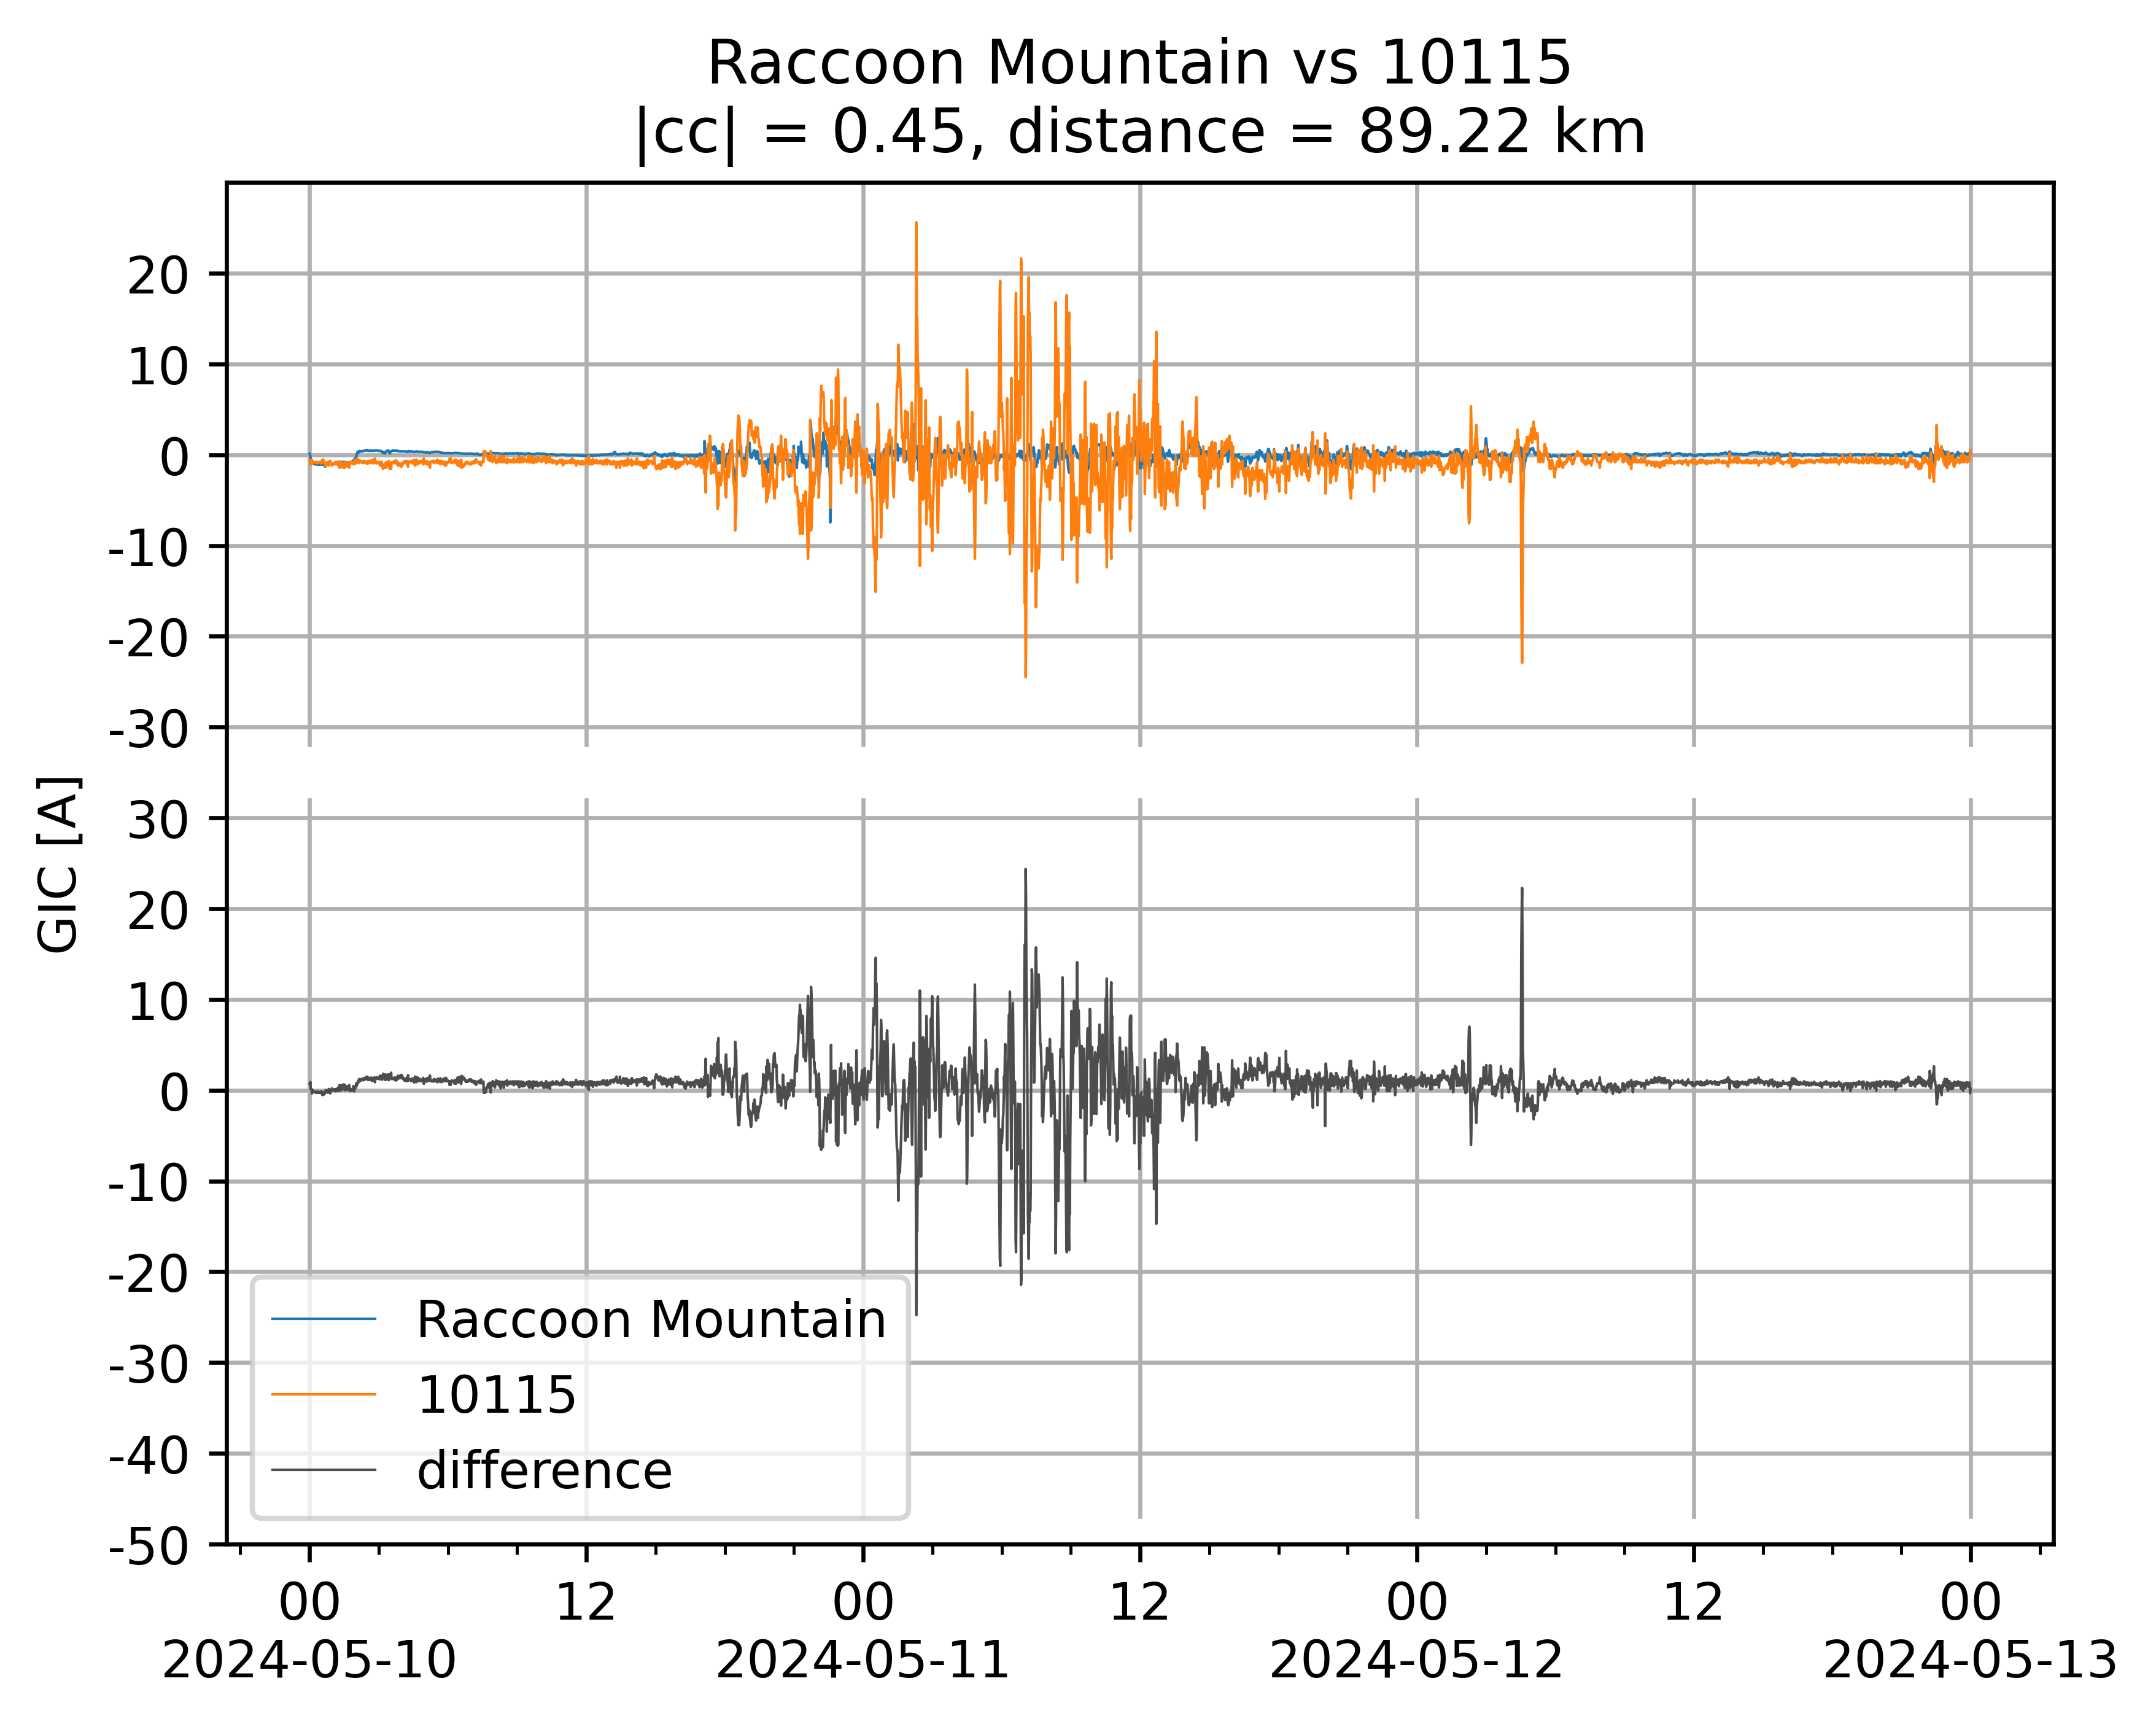 Raccoon Mountain vs 10115
|cc| = 0.45, distance = 89.22 km
GIC [A]
20
10
0
-10
-20
-30
30
20
10
0
-10
-20
-30
-40
-50
Raccoon Mountain
10115
difference
00 12 00 12 00 12 00
2024-05-10 2024-05-11 2024-05-12 2024-05-13